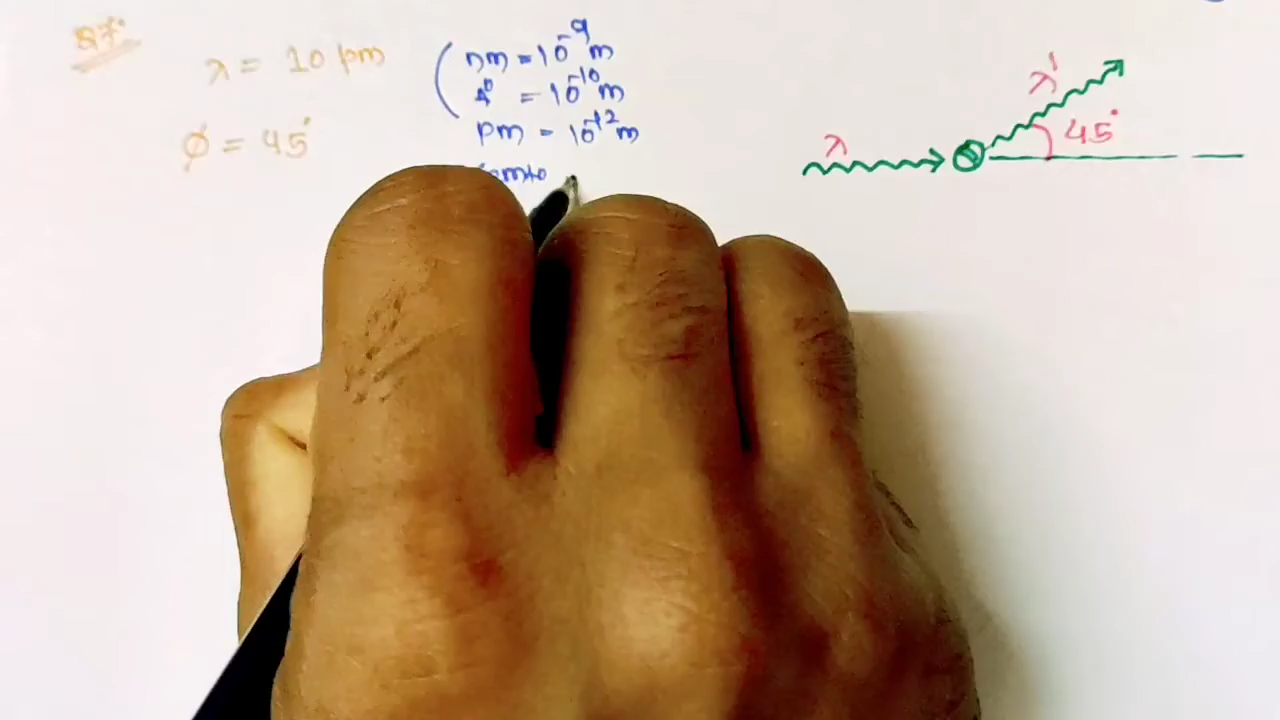 87.
λ = 10 pm
φ = 45°
nm = 10⁻⁹ m
A° = 10⁻¹⁰ m
pm = 10⁻¹² m
λ
λ'
45°